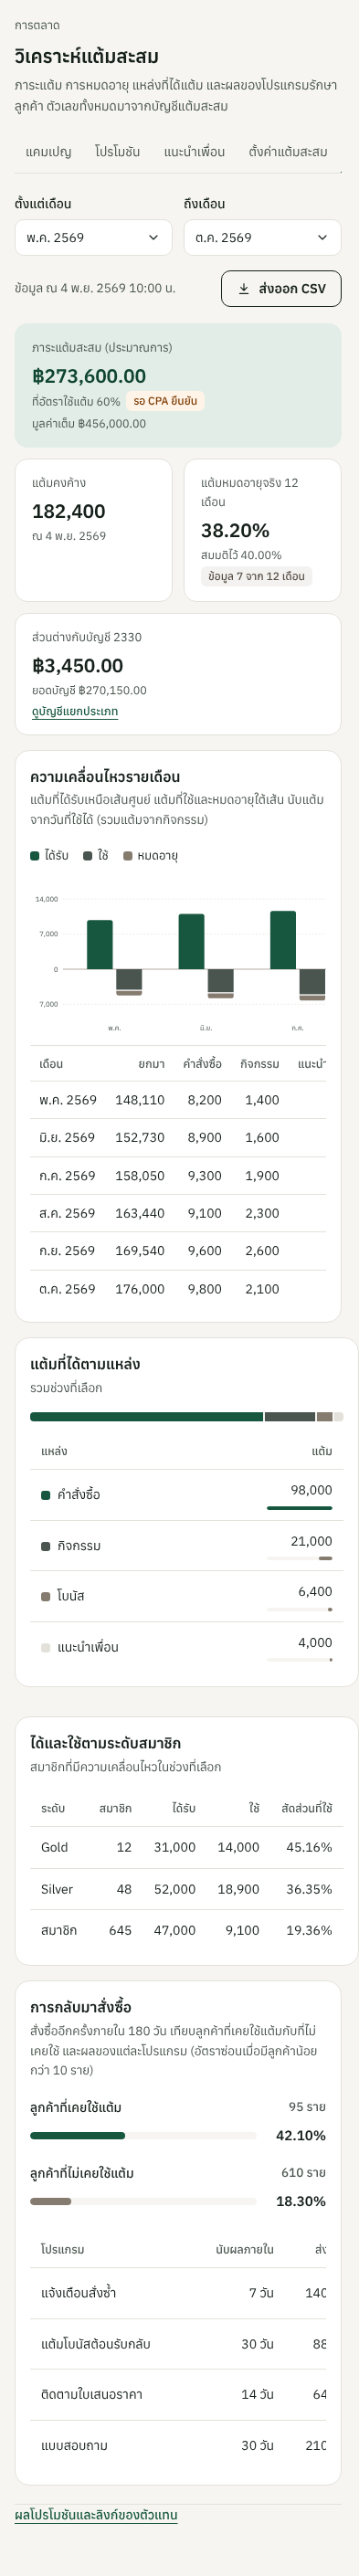 การตลาด
วิเคราะห์แต้มสะสม
ภาระแต้ม การหมดอายุ แหล่งที่ได้แต้ม และผลของโปรแกรมรักษา
ลูกค้า ตัวเลขทั้งหมดมาจากบัญชีแต้มสะสม
แคมเปญ โปรโมชัน แนะนำเพื่อน ตั้งค่าแต้มสะสม
ตั้งแต่เดือน ถึงเดือน
พ.ค. 2569 ต.ค. 2569
ข้อมูล ณ 4 พ.ย. 2569 10:00 น. ส่งออก CSV
ภาระแต้มสะสม (ประมาณการ)
฿273,600.00
ที่อัตราใช้แต้ม 60% รอ CPA ยืนยัน
มูลค่าเต็ม ฿456,000.00
แต้มคงค้าง
182,400
ณ 4 พ.ย. 2569
แต้มหมดอายุจริง 12
เดือน
38.20%
สมมติไว้ 40.00%
ข้อมูล 7 จาก 12 เดือน
ส่วนต่างกับบัญชี 2330
฿3,450.00
ยอดบัญชี ฿270,150.00
ดูบัญชีแยกประเภท
ความเคลื่อนไหวรายเดือน
แต้มที่ได้รับเหนือเส้นศูนย์ แต้มที่ใช้และหมดอายุใต้เส้น นับแต้ม
จากวันที่ใช้ได้ (รวมแต้มจากกิจกรรม)
ได้รับ ใช้ หมดอายุ
14,000
7,000
0
7,000
พ.ค. มิ.ย. ก.ค.
เดือน ยกมา คำสั่งซื้อ กิจกรรม แนะนำ
พ.ค. 2569 148,110 8,200 1,400
มิ.ย. 2569 152,730 8,900 1,600
ก.ค. 2569 158,050 9,300 1,900
ส.ค. 2569 163,440 9,100 2,300
ก.ย. 2569 169,540 9,600 2,600
ต.ค. 2569 176,000 9,800 2,100
แต้มที่ได้ตามแหล่ง
รวมช่วงที่เลือก
แหล่ง แต้ม
คำสั่งซื้อ 98,000
กิจกรรม 21,000
โบนัส 6,400
แนะนำเพื่อน 4,000
ได้และใช้ตามระดับสมาชิก
สมาชิกที่มีความเคลื่อนไหวในช่วงที่เลือก
ระดับ สมาชิก ได้รับ ใช้ สัดส่วนที่ใช้
Gold 12 31,000 14,000 45.16%
Silver 48 52,000 18,900 36.35%
สมาชิก 645 47,000 9,100 19.36%
การกลับมาสั่งซื้อ
สั่งซื้ออีกครั้งภายใน 180 วัน เทียบลูกค้าที่เคยใช้แต้มกับที่ไม่
เคยใช้ และผลของแต่ละโปรแกรม (อัตราซ่อนเมื่อมีลูกค้าน้อย
กว่า 10 ราย)
ลูกค้าที่เคยใช้แต้ม 95 ราย
42.10%
ลูกค้าที่ไม่เคยใช้แต้ม 610 ราย
18.30%
โปรแกรม นับผลภายใน ส่ง
แจ้งเตือนสั่งซ้ำ 7 วัน 140
แต้มโบนัสต้อนรับกลับ 30 วัน 88
ติดตามใบเสนอราคา 14 วัน 64
แบบสอบถาม 30 วัน 210
ผลโปรโมชันและลิงก์ของตัวแทน